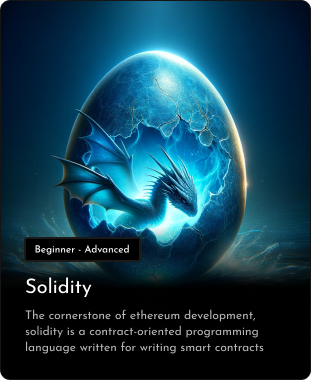 Beginner - Advanced
Solidity
The cornerstone of ethereum development,
solidity is a contract-oriented programming
language written for writing smart contracts